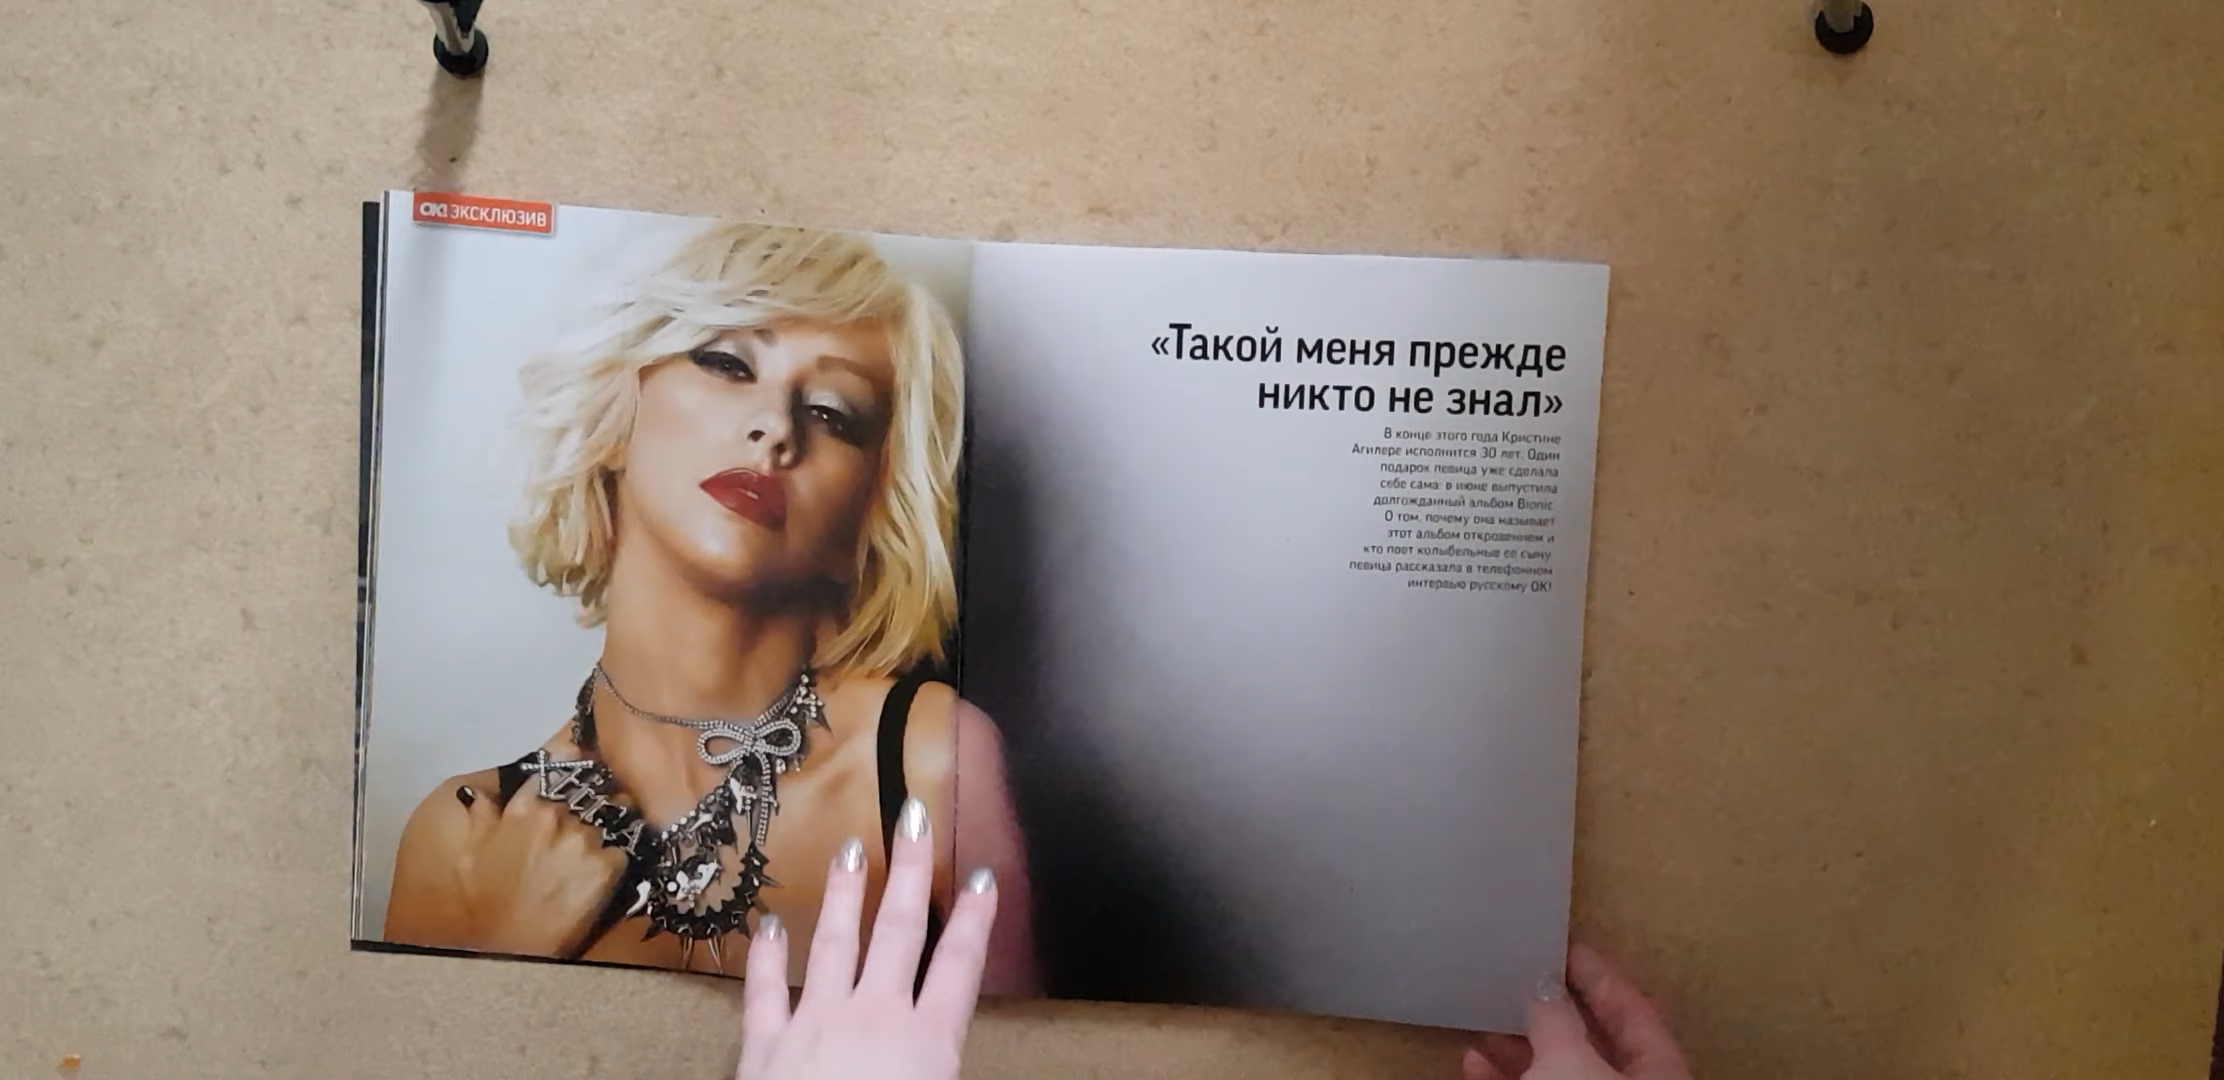 OK! ЭКСКЛЮЗИВ
«Такой меня прежде
никто не знал»
В конце этого года Кристине
Агилере исполнится 30 лет. Один
подарок певица уже сделала
себе сама: в июне выпустила
долгожданный альбом Bionic.
О том, почему она называет
этот альбом откровением и
кто поет колыбельные ее сыну,
певица рассказала в телефонном
интервью русскому OK!